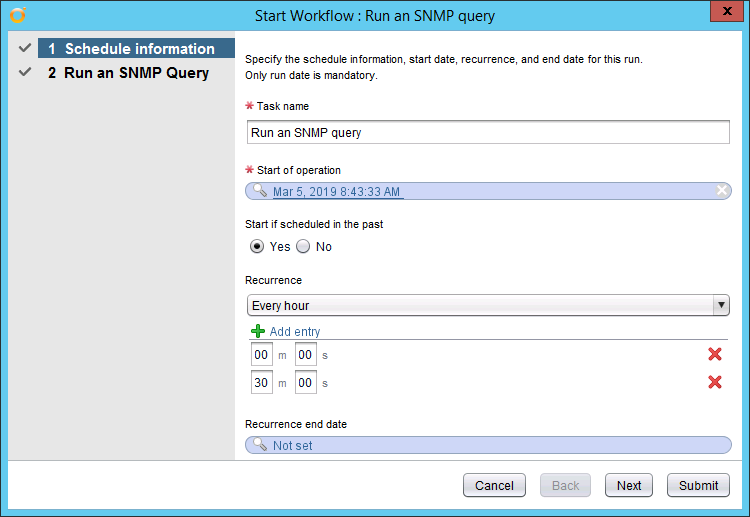 Start Workflow : Run an SNMP query
x
1 Schedule information
2 Run an SNMP Query
Specify the schedule information, start date, recurrence, and end date for this run.
Only run date is mandatory.
* Task name
Run an SNMP query
* Start of operation
Mar 5, 2019 8:43:33 AM
Start if scheduled in the past
Yes No
Recurrence
Every hour
Add entry
00 m 00 s
30 m 00 s
Recurrence end date
Not set
Cancel Back Next Submit